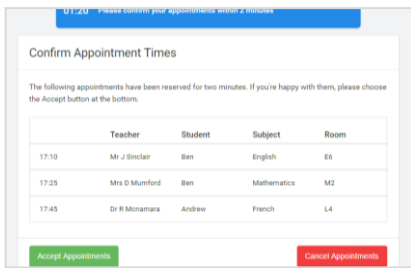 01:20 Please confirm your appointments within 2 minutes
Confirm Appointment Times
The following appointments have been reserved for two minutes. If you're happy with them, please choose
the Accept button at the bottom.
Teacher Student Subject Room
17:10 Mr J Sinclair Ben English E6
17:25 Mrs D Mumford Ben Mathematics M2
17:45 Dr R Mcnamara Andrew French L4
Accept Appointments Cancel Appointments